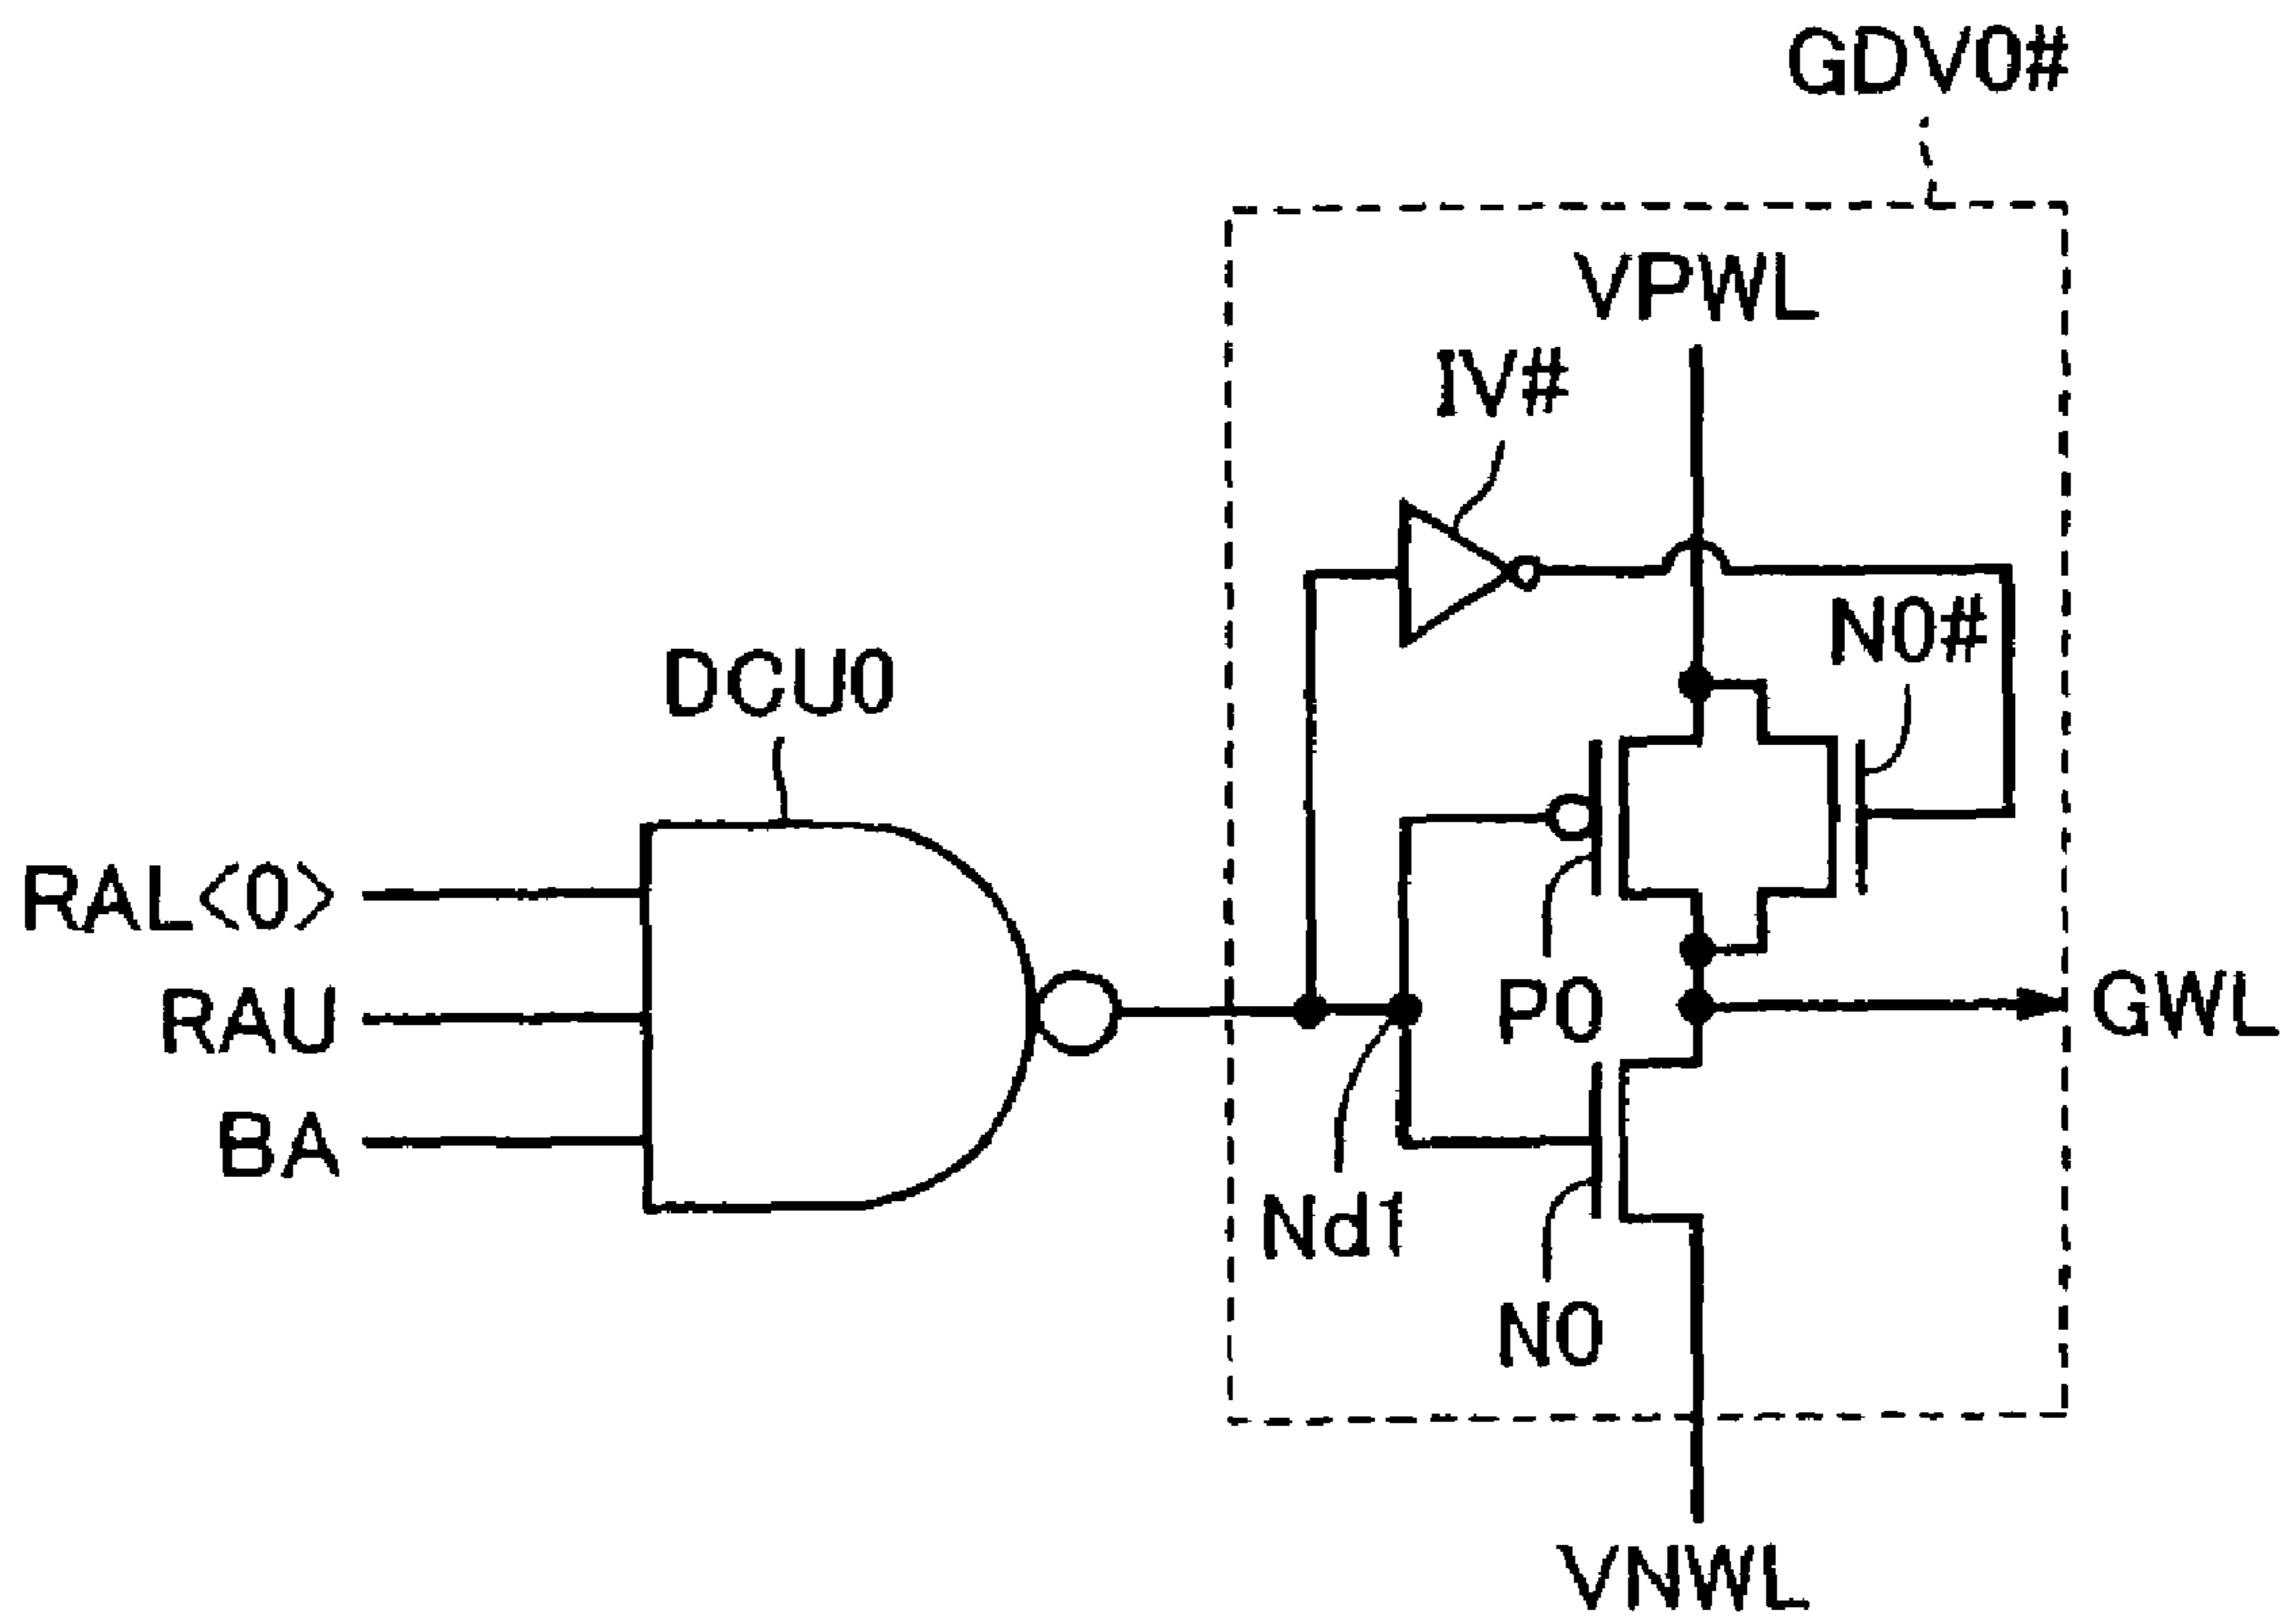 GDV0#
VPWL
IV#
N0#
DCU0
RAL<0>
RAU
BA
P0
GWL
Nd1
N0
VNWL